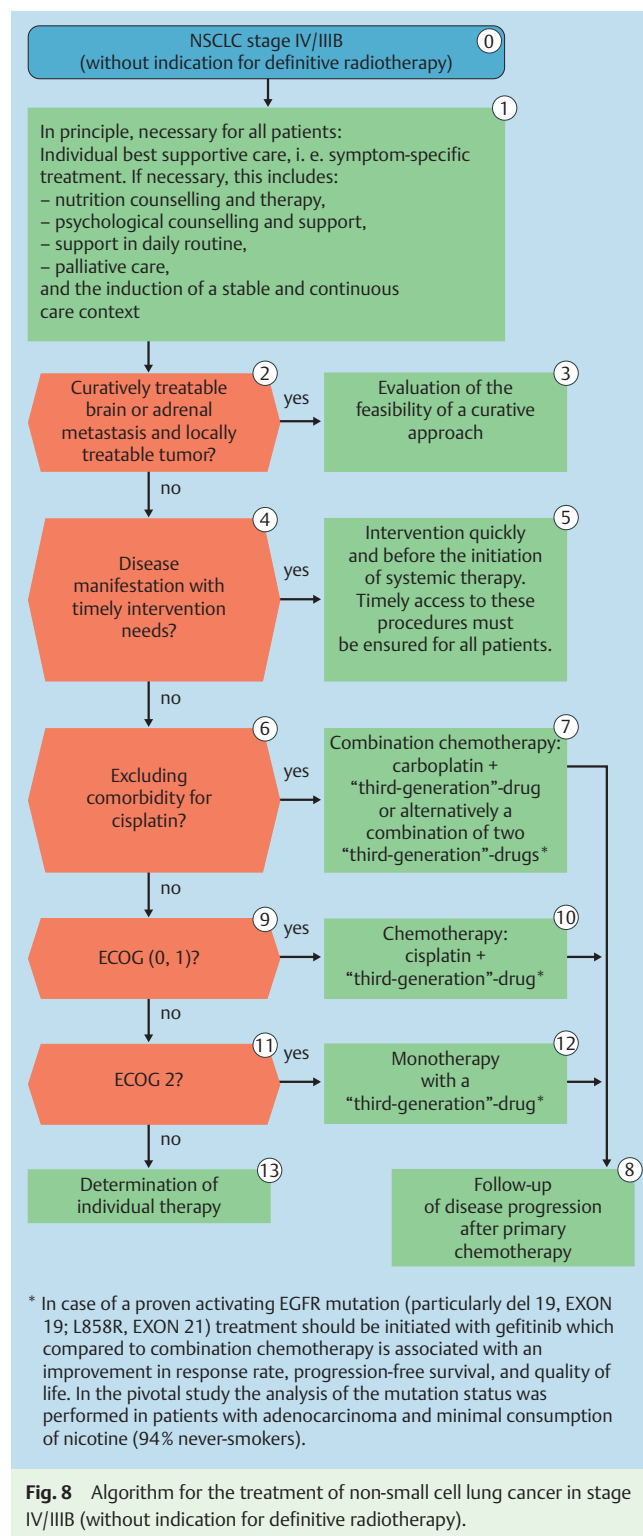 NSCLC stage IV/IIIB
(without indication for definitive radiotherapy)
0
1
In principle, necessary for all patients:
Individual best supportive care, i. e. symptom-specific
treatment. If necessary, this includes:
– nutrition counselling and therapy,
– psychological counselling and support,
– support in daily routine,
– palliative care,
and the induction of a stable and continuous
care context
2
Curatively treatable
brain or adrenal
metastasis and locally
treatable tumor?
yes
3
Evaluation of the
feasibility of a curative
approach
no
4
Disease
manifestation with
timely intervention
needs?
yes
5
Intervention quickly
and before the initiation
of systemic therapy.
Timely access to these
procedures must
be ensured for all patients.
no
6
Excluding
comorbidity for
cisplatin?
yes
7
Combination chemotherapy:
carboplatin +
“third-generation”-drug
or alternatively a
combination of two
“third-generation”-drugs*
no
9
ECOG (0, 1)?
yes
10
Chemotherapy:
cisplatin +
“third-generation”-drug*
no
11
ECOG 2?
yes
12
Monotherapy
with a
“third-generation”-drug*
no
13
Determination of
individual therapy
8
Follow-up
of disease progression
after primary
chemotherapy
* In case of a proven activating EGFR mutation (particularly del 19, EXON
19; L858R, EXON 21) treatment should be initiated with gefitinib which
compared to combination chemotherapy is associated with an
improvement in response rate, progression-free survival, and quality of
life. In the pivotal study the analysis of the mutation status was
performed in patients with adenocarcinoma and minimal consumption
of nicotine (94% never-smokers).
Fig. 8 Algorithm for the treatment of non-small cell lung cancer in stage
IV/IIIB (without indication for definitive radiotherapy).